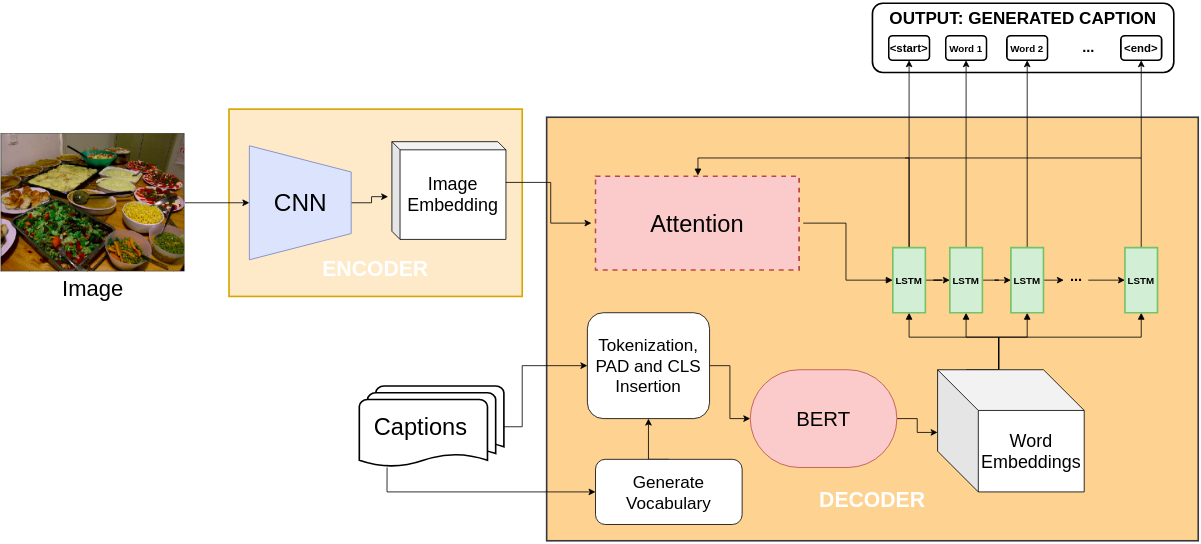 OUTPUT: GENERATED CAPTION
<start>
Word 1
Word 2
...
<end>
Image
CNN
Image
Embedding
ENCODER
Attention
LSTM
LSTM
LSTM
...
LSTM
Captions
Tokenization,
PAD and CLS
Insertion
Generate
Vocabulary
BERT
Word
Embeddings
DECODER